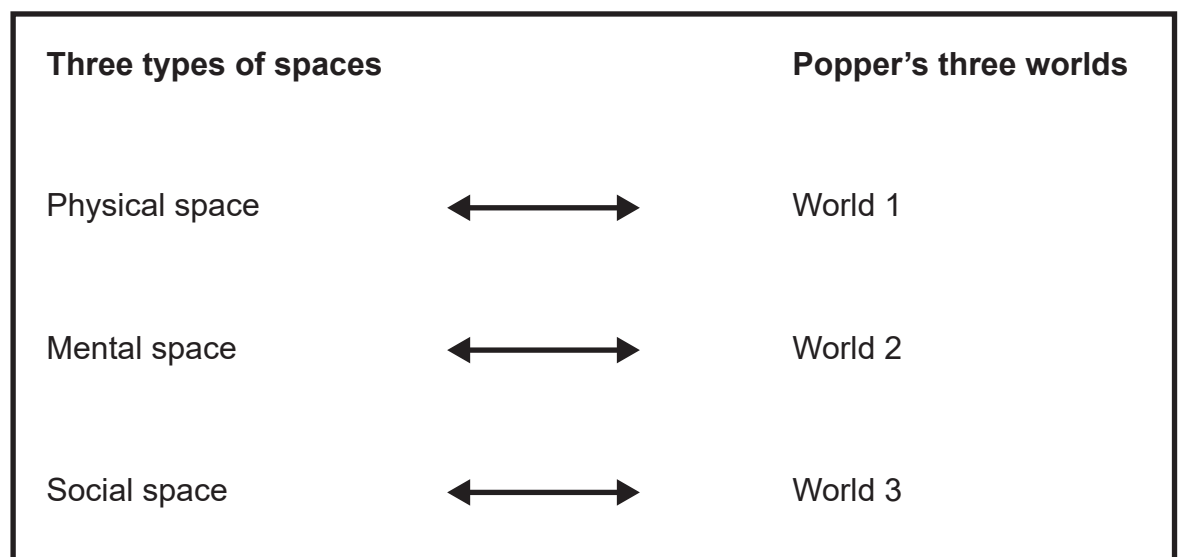 Three types of spaces Popper’s three worlds
Physical space World 1
Mental space World 2
Social space World 3